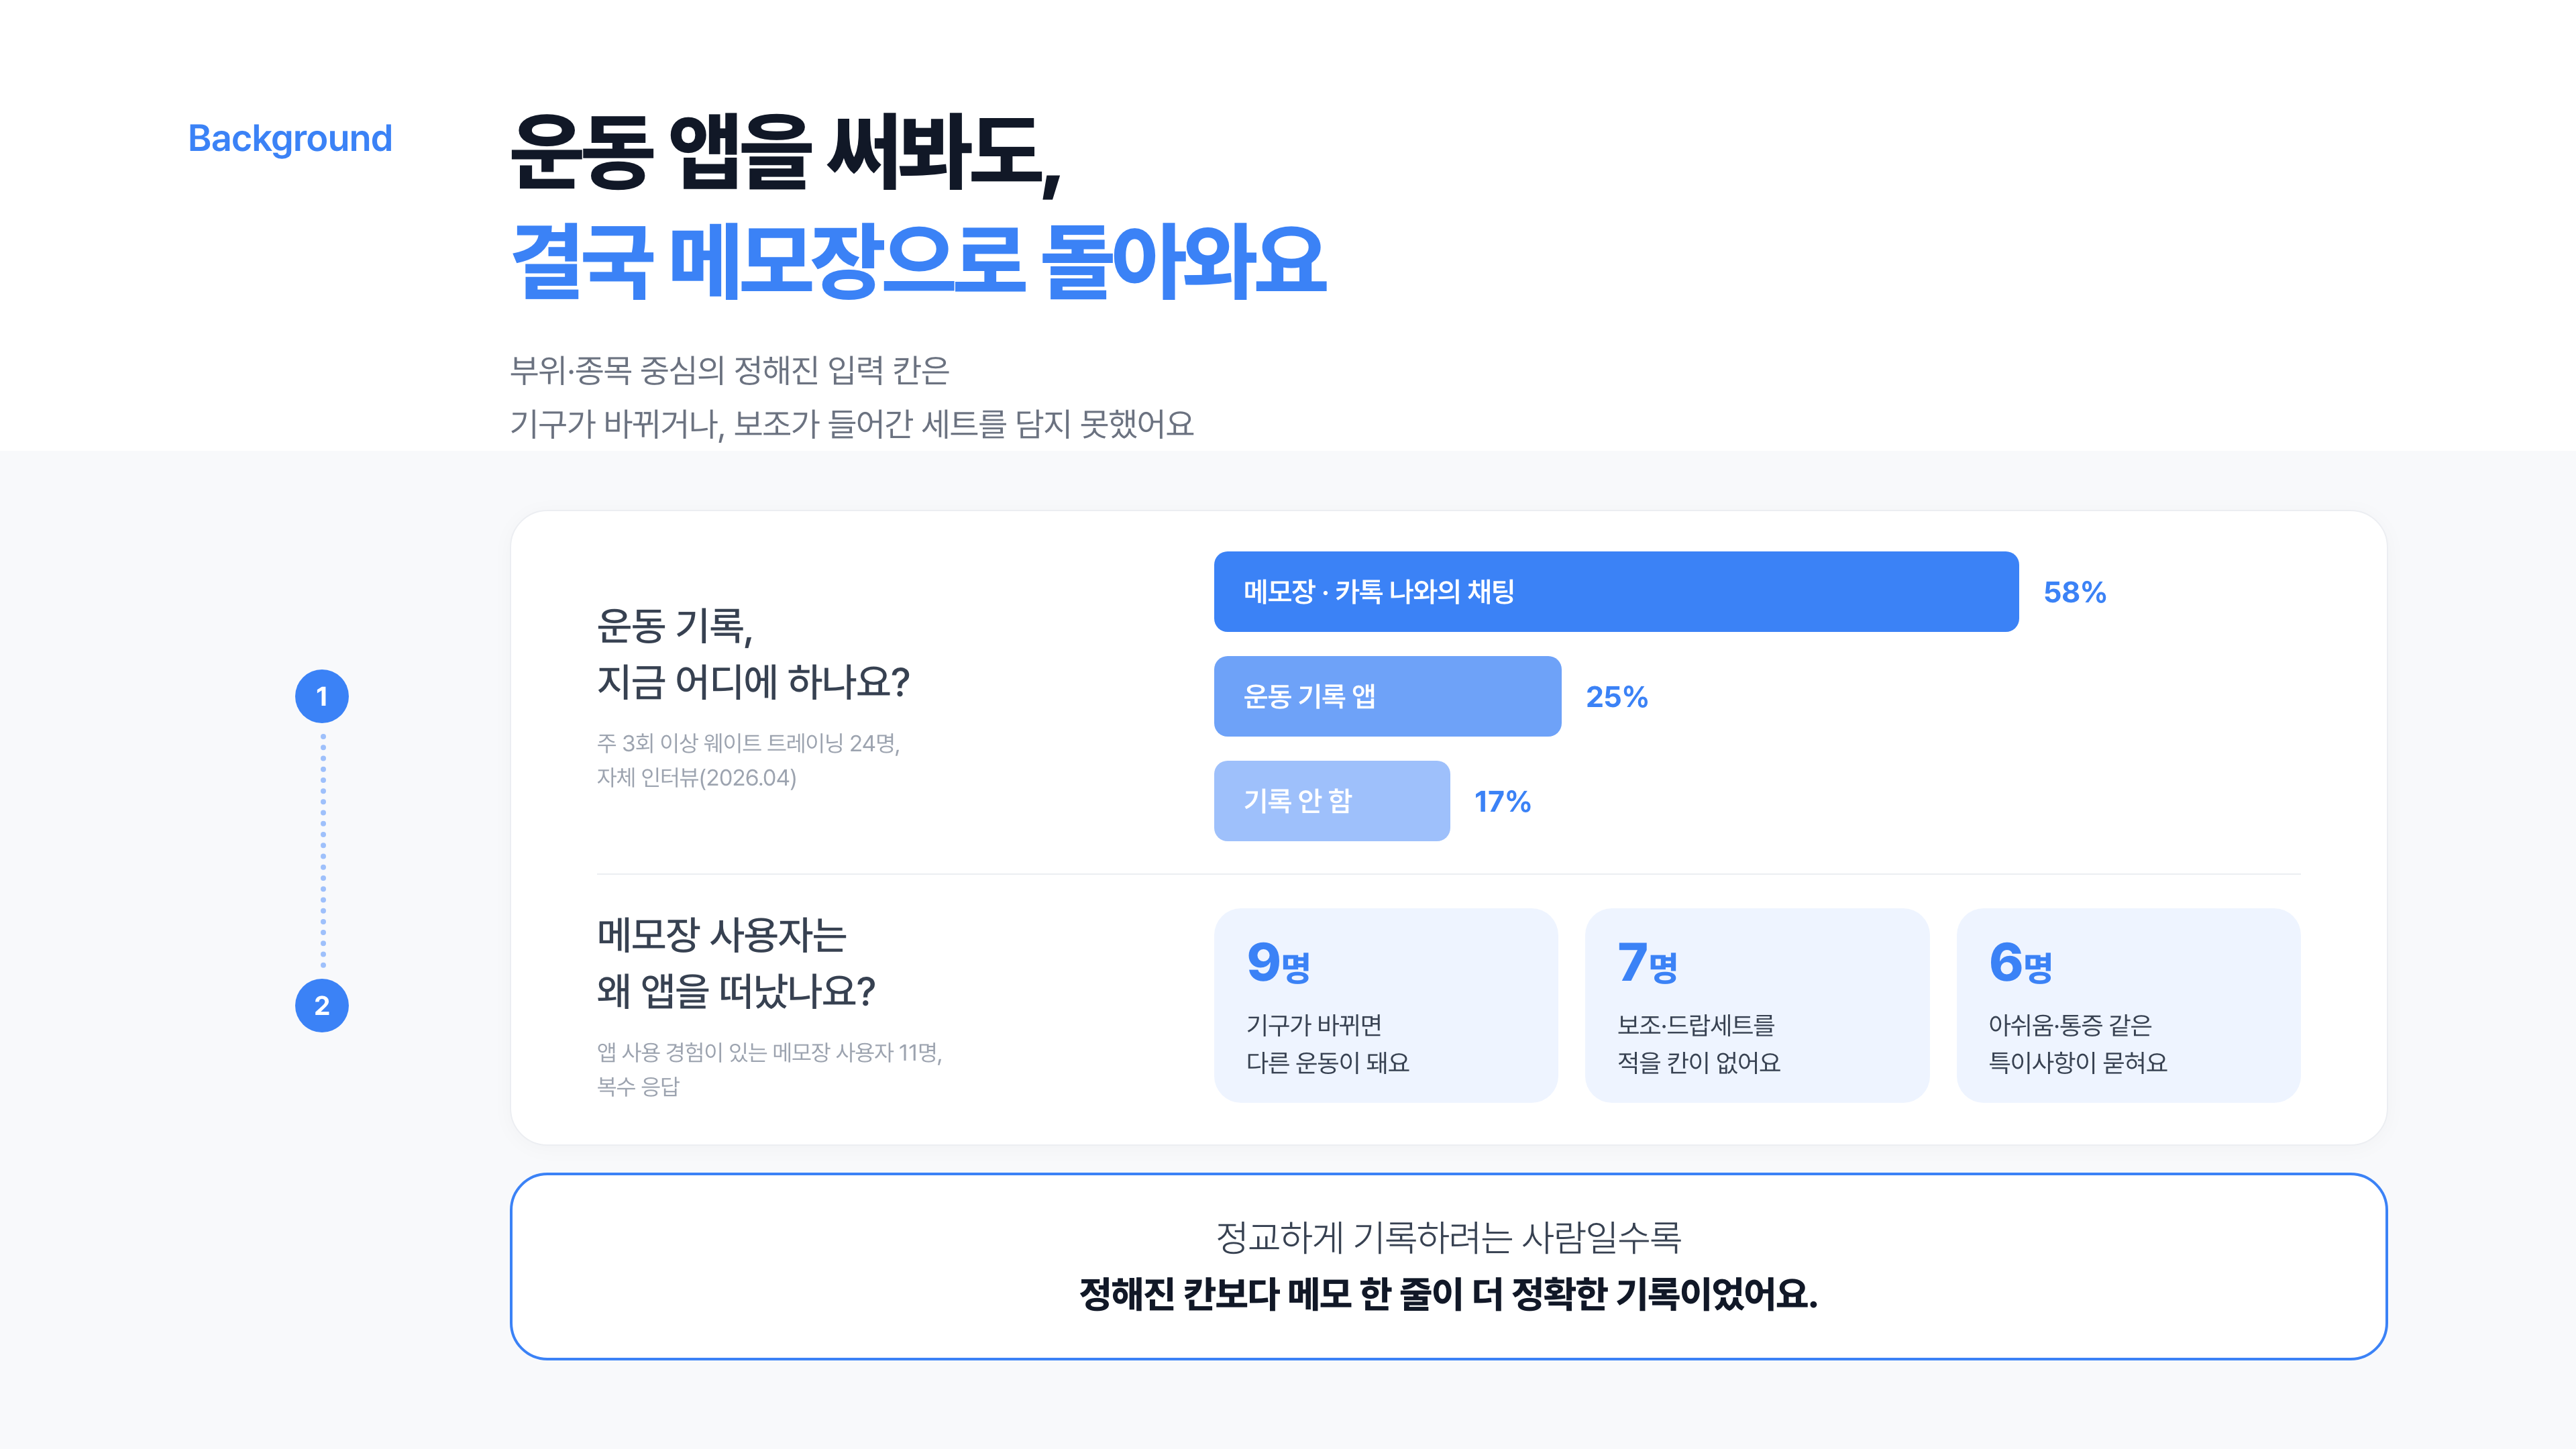 Background
운동 앱을 써봐도,
결국 메모장으로 돌아와요
부위·종목 중심의 정해진 입력 칸은
기구가 바뀌거나, 보조가 들어간 세트를 담지 못했어요
1
운동 기록,
지금 어디에 하나요?
주 3회 이상 웨이트 트레이닝 24명,
자체 인터뷰(2026.04)
메모장 · 카톡 나와의 채팅
58%
운동 기록 앱
25%
기록 안 함
17%
2
메모장 사용자는
왜 앱을 떠났나요?
앱 사용 경험이 있는 메모장 사용자 11명,
복수 응답
9명
기구가 바뀌면
다른 운동이 돼요
7명
보조·드랍세트를
적을 칸이 없어요
6명
아쉬움·통증 같은
특이사항이 묻혀요
정교하게 기록하려는 사람일수록
정해진 칸보다 메모 한 줄이 더 정확한 기록이었어요.